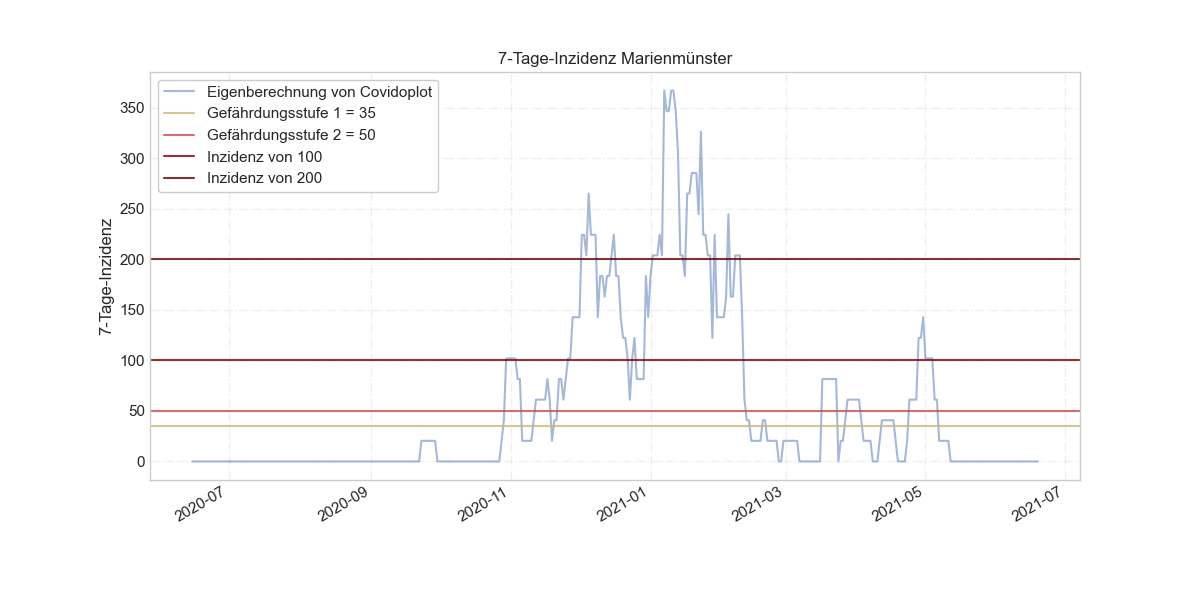 7-Tage-Inzidenz Marienmünster
Eigenberechnung von Covidoplot
Gefährdungsstufe 1 = 35
Gefährdungsstufe 2 = 50
Inzidenz von 100
Inzidenz von 200
7-Tage-Inzidenz
350
300
250
200
150
100
50
0
2020-07
2020-09
2020-11
2021-01
2021-03
2021-05
2021-07